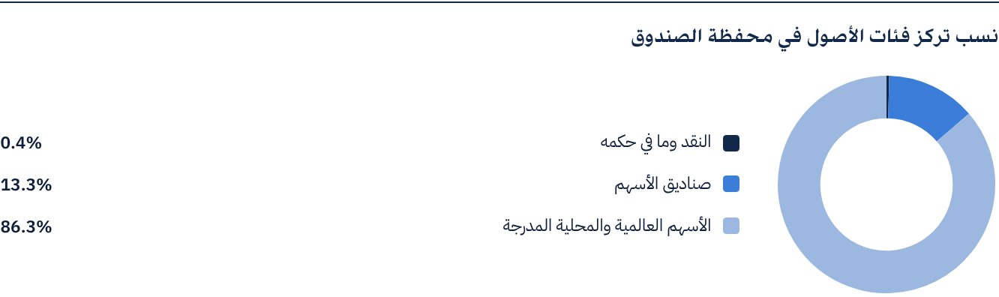 نسب تركز فئات الأصول في محفظة الصندوق
النقد وما في حكمه 0.4%
صناديق الأسهم 13.3%
الأسهم العالمية والمحلية المدرجة 86.3%